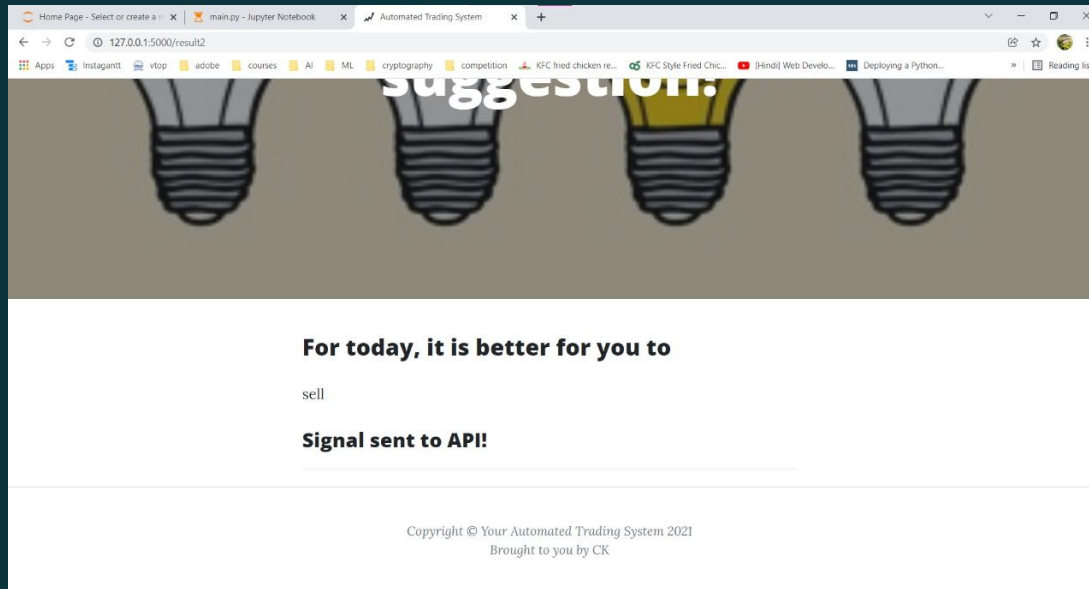 Home Page - Select or create a n
main.py - Jupyter Notebook
Automated Trading System
127.0.0.1:5000/result2
Apps
Instagantt
vtop
adobe
courses
AI
ML
cryptography
competition
KFC fried chicken re...
KFC Style Fried Chic...
[Hindi] Web Develo...
Deploying a Python...
»
Reading lis
suggestion!
For today, it is better for you to
sell
Signal sent to API!
Copyright © Your Automated Trading System 2021
Brought to you by CK